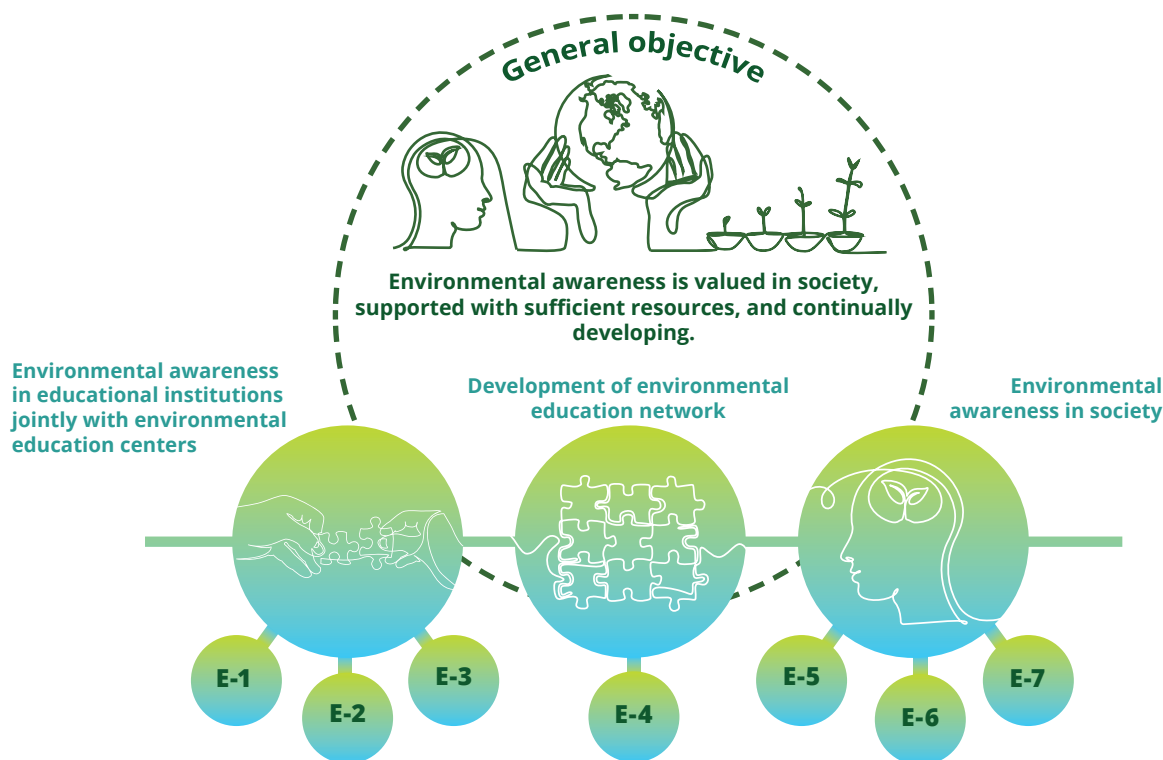 General objective
Environmental awareness is valued in society,
supported with sufficient resources, and continually
developing.
Environmental awareness
in educational institutions
jointly with environmental
education centers
Development of environmental
education network
Environmental
awareness in society
E-1
E-2
E-3
E-4
E-5
E-6
E-7